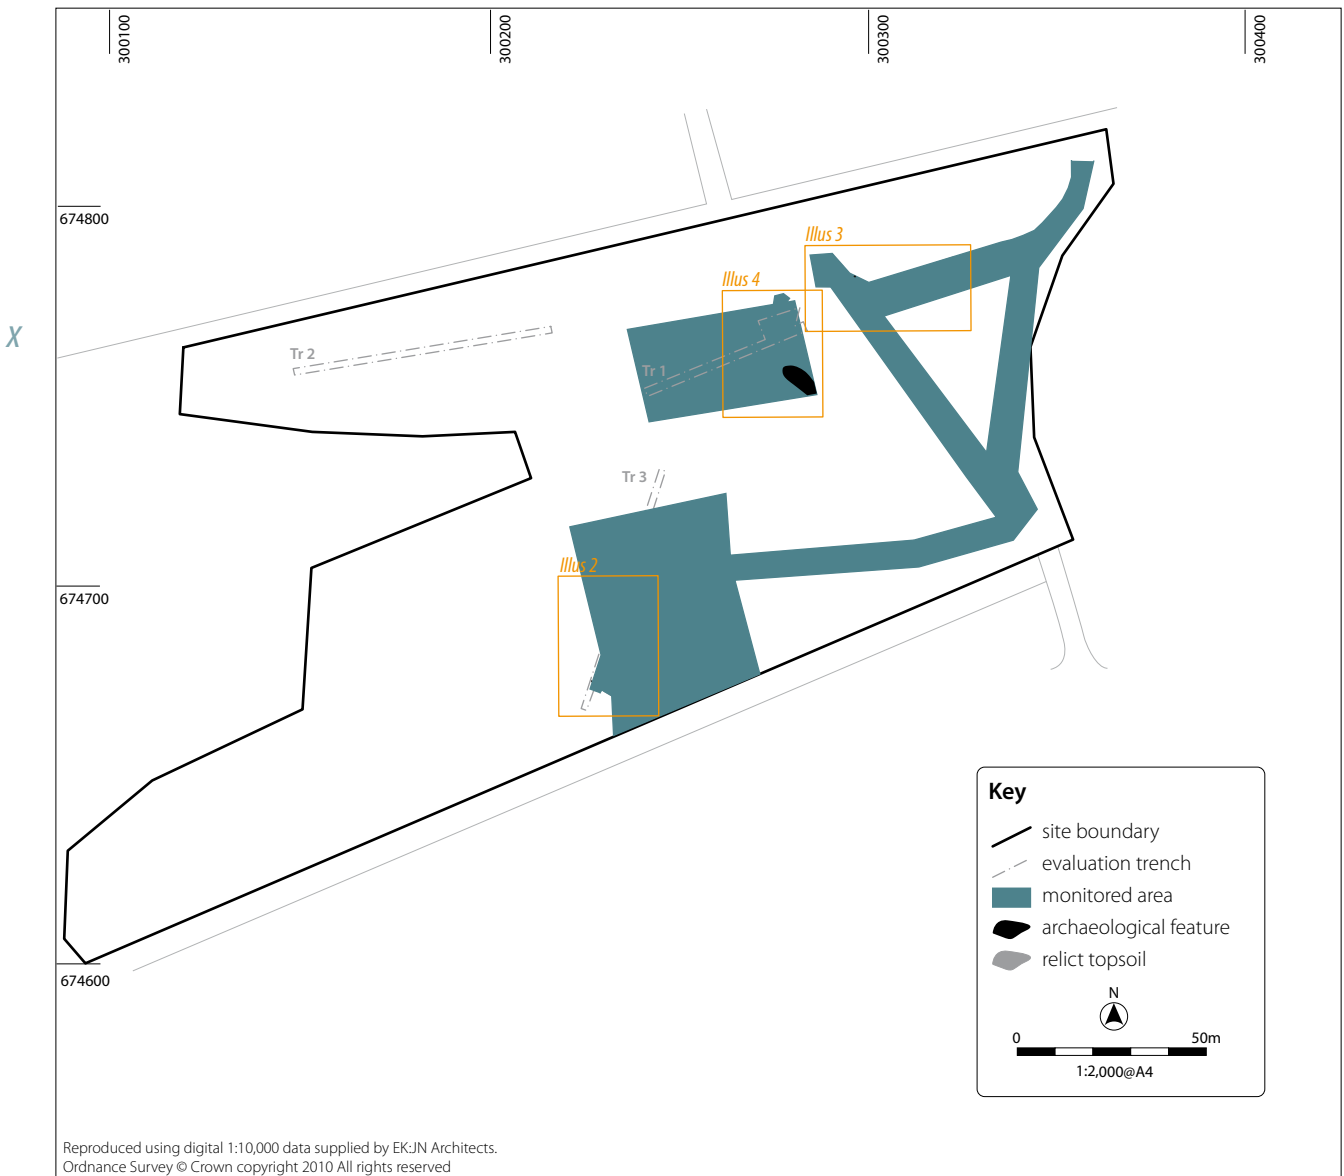 300100
300200
300300
300400
674800
Illus 3
Illus 4
X
Tr 2
Tr 1
Tr 3
Illus 2
674700
674600
Key
site boundary
evaluation trench
monitored area
archaeological feature
relict topsoil
N
0 50m
1:2,000@A4
Reproduced using digital 1:10,000 data supplied by EK:JN Architects.
Ordnance Survey © Crown copyright 2010 All rights reserved